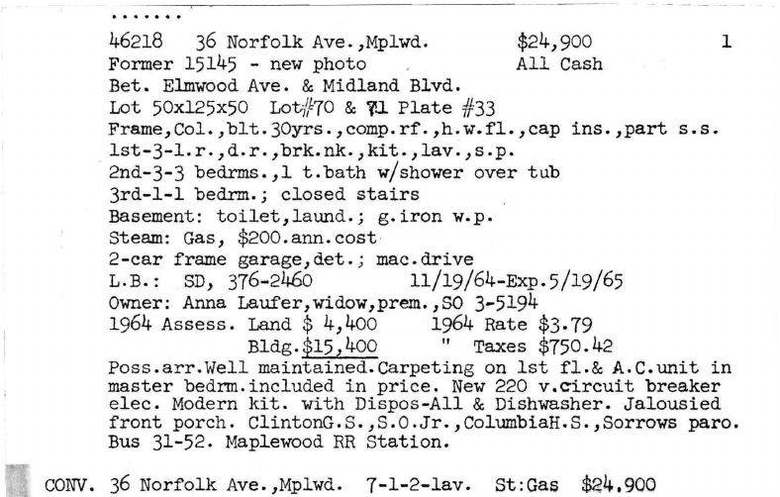 .......
46218 36 Norfolk Ave.,Mplwd. $24,900 1
Former 15145 - new photo All Cash
Bet. Elmwood Ave. & Midland Blvd.
Lot 50x125x50 Lot#70 & 71 Plate #33
Frame,Col.,blt.30yrs.,comp.rf.,h.w.fl.,cap ins.,part s.s.
1st-3-l.r.,d.r.,brk.nk.,kit.,lav.,s.p.
2nd-3-3 bedrms.,1 t.bath w/shower over tub
3rd-1-1 bedrm.; closed stairs
Basement: toilet,laund.; g.iron w.p.
Steam: Gas, $200.ann.cost
2-car frame garage,det.; mac.drive
L.B.: SD, 376-2460 11/19/64-Exp.5/19/65
Owner: Anna Laufer,widow,prem.,SO 3-5194
1964 Assess. Land $ 4,400 1964 Rate $3.79
Bldg.$15,400 " Taxes $750.42
Poss.arr.Well maintained.Carpeting on 1st fl.& A.C.unit in
master bedrm.included in price. New 220 v.circuit breaker
elec. Modern kit. with Dispos-All & Dishwasher. Jalousied
front porch. ClintonG.S.,S.O.Jr.,ColumbiaH.S.,Sorrows paro.
Bus 31-52. Maplewood RR Station.
CONV. 36 Norfolk Ave.,Mplwd. 7-1-2-lav. St:Gas $24,900